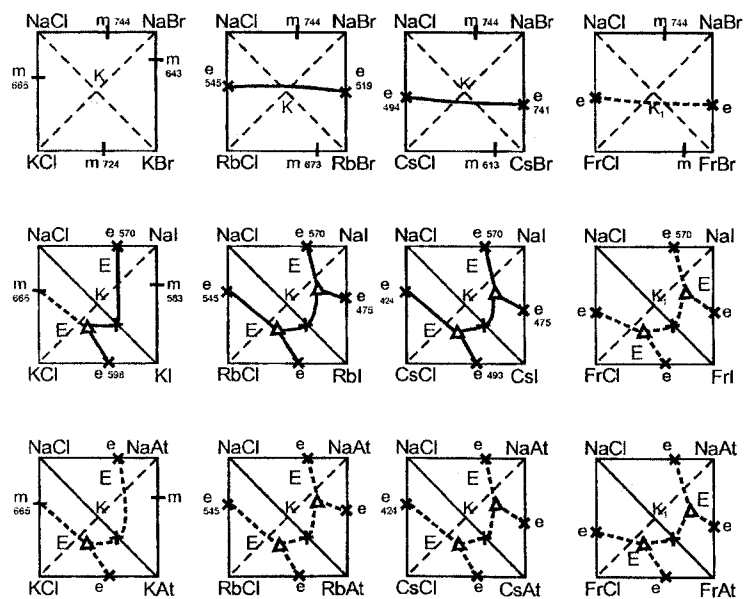 NaCl m 744 NaBr NaCl m 744 NaBr NaCl m 744 NaBr NaCl m 744 NaBr
m 665 K m 643 e 545 K e 519 e 494 K e 741 e K₁ e
KCl m 724 KBr RbCl m 673 RbBr CsCl m 613 CsBr FrCl m FrBr
NaCl e 570 NaI NaCl e 570 NaI NaCl e 570 NaI NaCl e 570 NaI
E E E E
m 665 K m 583 e 545 K e 475 e 424 K e 475 e K₁ e
E E E E
KCl e 598 KI RbCl e RbI CsCl e 493 CsI FrCl e FrI
NaCl e NaAt NaCl e NaAt NaCl e NaAt NaCl e NaAt
E E E E
m 665 K m e 545 K e e 424 K e e K₁ e
E E E E
KCl e KAt RbCl e RbAt CsCl e CsAt FrCl e FrAt